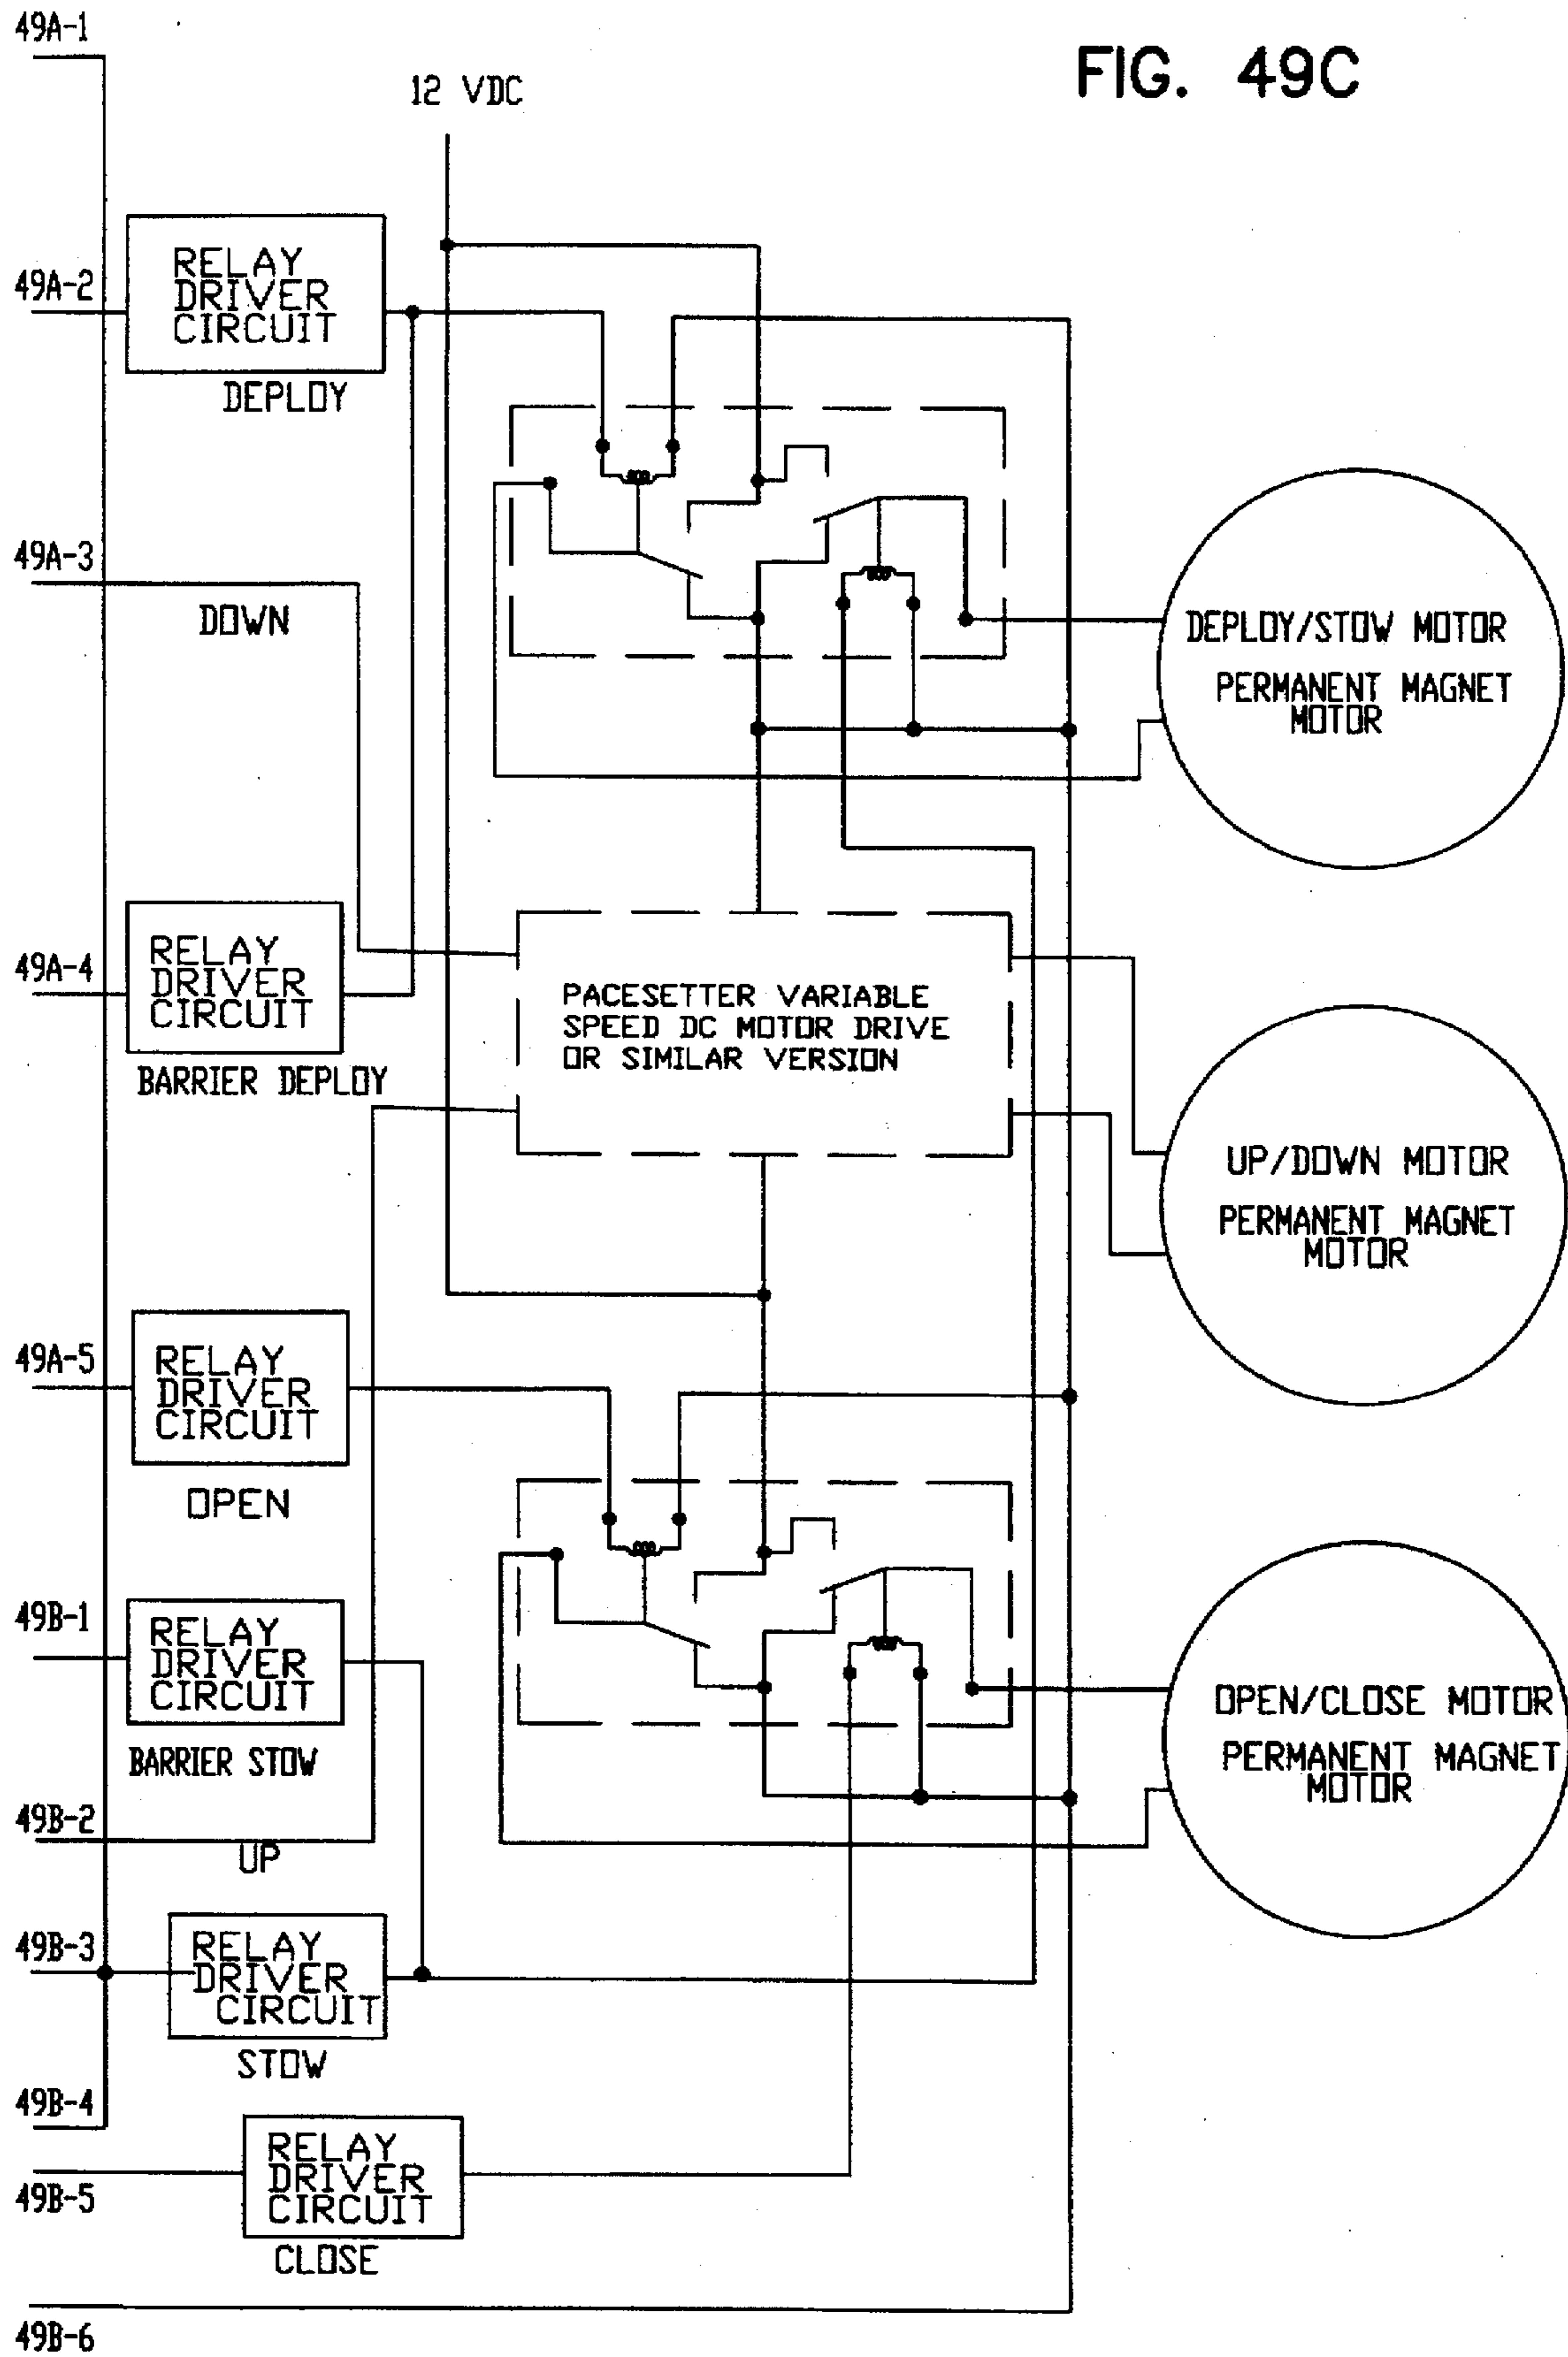 49A-1
FIG. 49C
12 VDC
49A-2
RELAY
DRIVER
CIRCUIT
DEPLOY
49A-3
DOWN
DEPLOY/STOW MOTOR
PERMANENT MAGNET
MOTOR
49A-4
RELAY
DRIVER
CIRCUIT
BARRIER DEPLOY
PACESETTER VARIABLE
SPEED DC MOTOR DRIVE
OR SIMILAR VERSION
UP/DOWN MOTOR
PERMANENT MAGNET
MOTOR
49A-5
RELAY
DRIVER
CIRCUIT
OPEN
49B-1
RELAY
DRIVER
CIRCUIT
BARRIER STOW
OPEN/CLOSE MOTOR
PERMANENT MAGNET
MOTOR
49B-2
UP
49B-3
RELAY
DRIVER
CIRCUIT
STOW
49B-4
RELAY
DRIVER
CIRCUIT
49B-5
CLOSE
49B-6